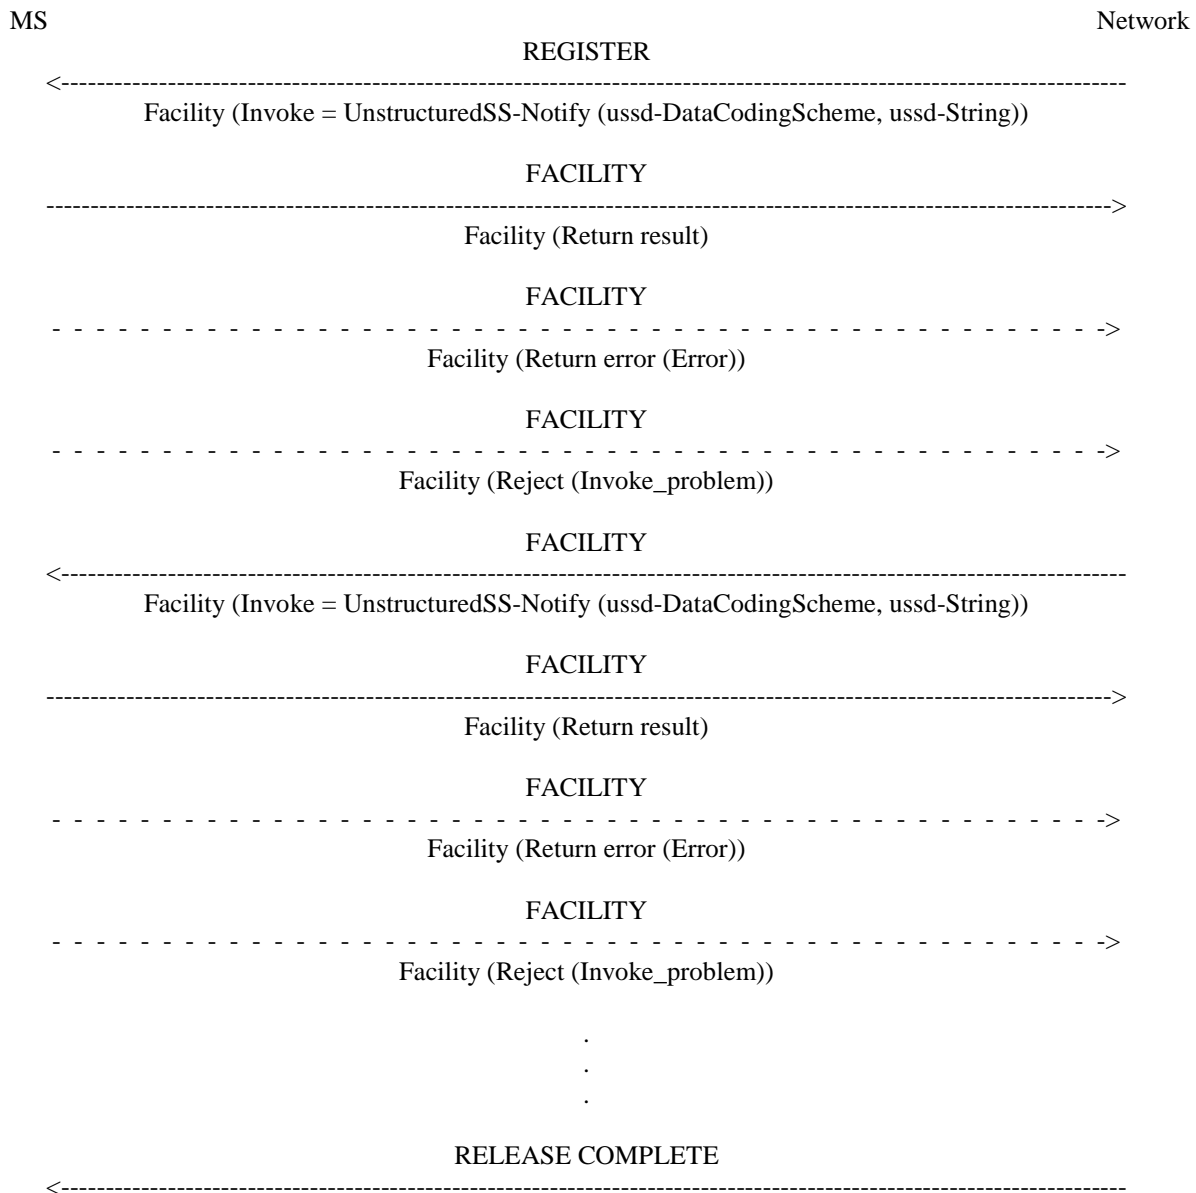 MS Network
REGISTER
Facility (Invoke = UnstructuredSS-Notify (ussd-DataCodingScheme, ussd-String))
FACILITY
Facility (Return result)
FACILITY
Facility (Return error (Error))
FACILITY
Facility (Reject (Invoke_problem))
FACILITY
Facility (Invoke = UnstructuredSS-Notify (ussd-DataCodingScheme, ussd-String))
FACILITY
Facility (Return result)
FACILITY
Facility (Return error (Error))
FACILITY
Facility (Reject (Invoke_problem))
.
.
.
RELEASE COMPLETE